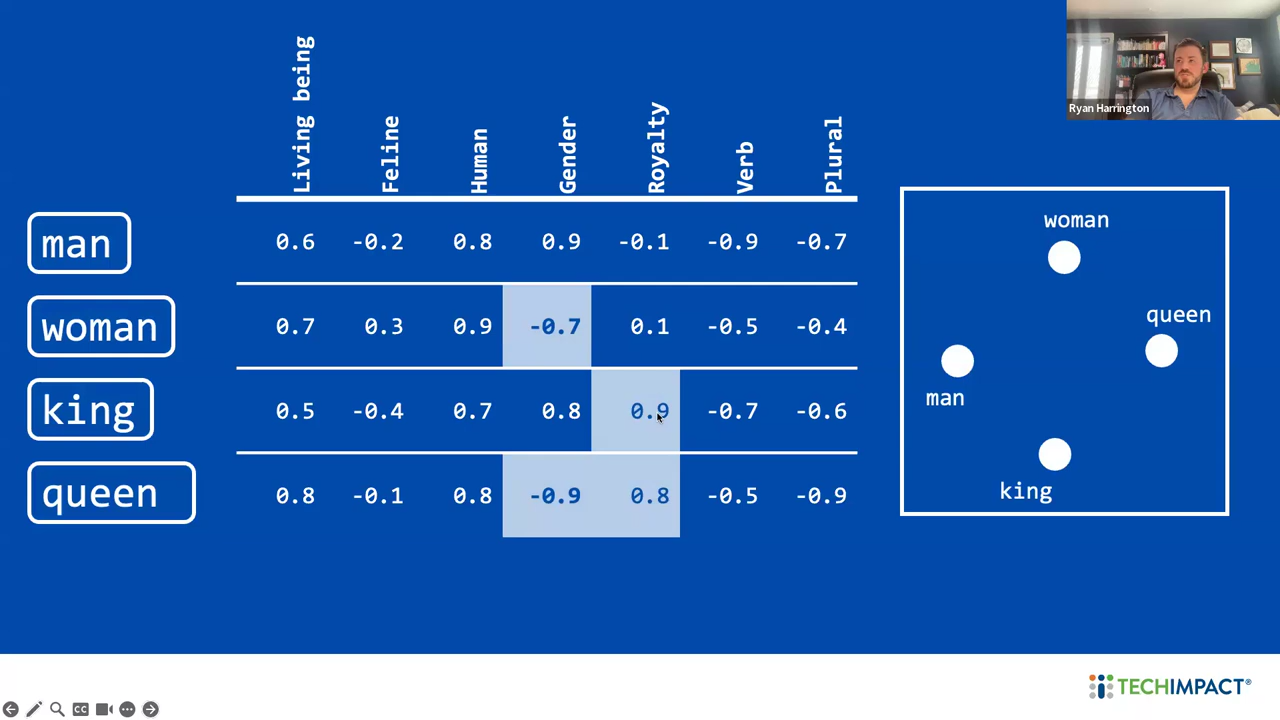 Ryan Harrington
Living being Feline Human Gender Royalty Verb Plural
man 0.6 -0.2 0.8 0.9 -0.1 -0.9 -0.7
woman 0.7 0.3 0.9 -0.7 0.1 -0.5 -0.4
king 0.5 -0.4 0.7 0.8 0.9 -0.7 -0.6
queen 0.8 -0.1 0.8 -0.9 0.8 -0.5 -0.9
woman
queen
man
king
CC
TECHIMPACT®